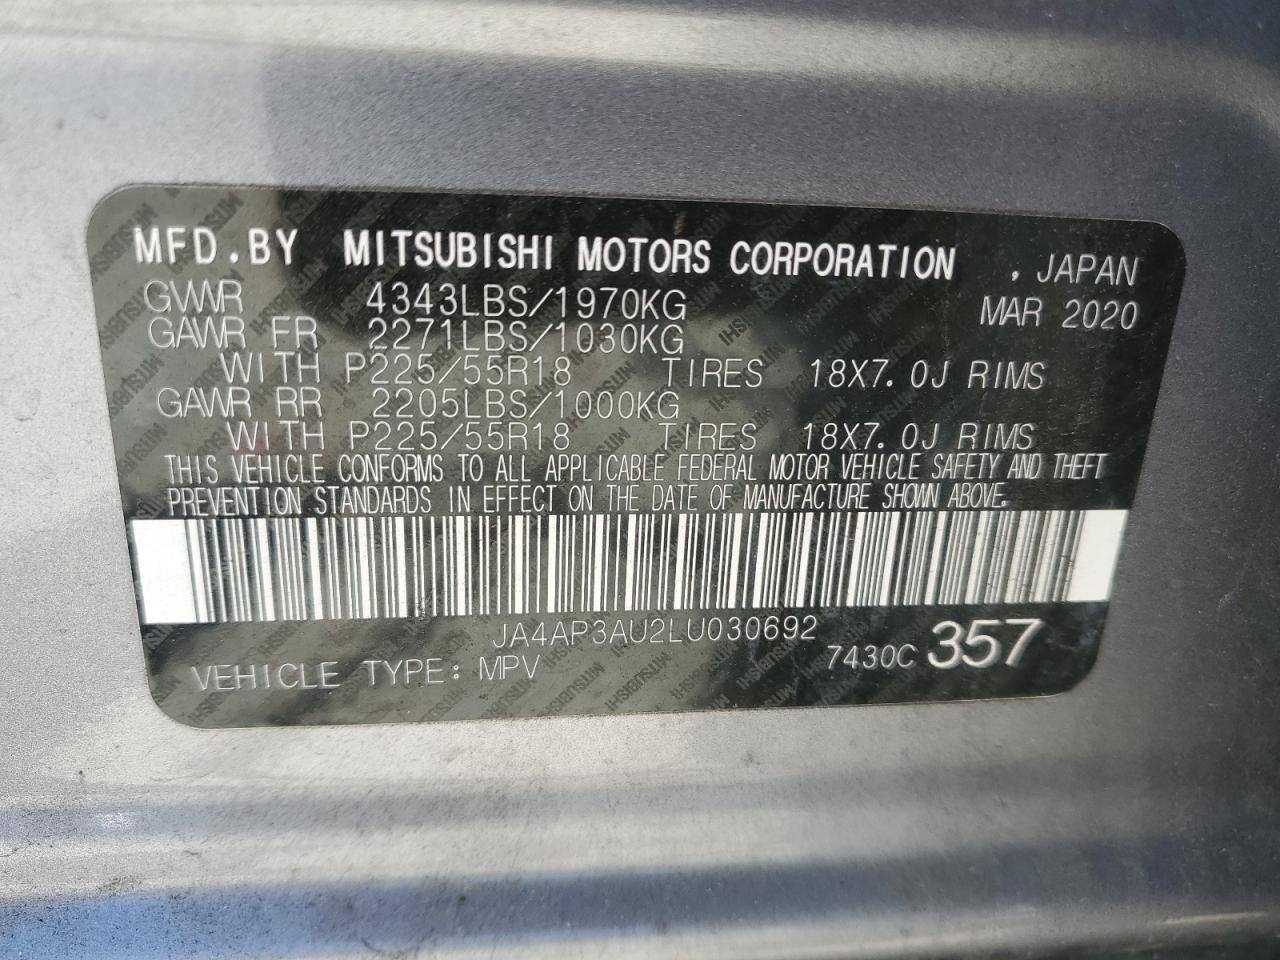 MFD.BY MITSUBISHI MOTORS CORPORATION , JAPAN
GVWR 4343LBS/1970KG MAR 2020
GAWR FR 2271LBS/1030KG
WITH P225/55R18 TIRES 18X7.0J RIMS
GAWR RR 2205LBS/1000KG
WITH P225/55R18 TIRES 18X7.0J RIMS
THIS VEHICLE CONFORMS TO ALL APPLICABLE FEDERAL MOTOR VEHICLE SAFETY AND THEFT
PREVENTION STANDARDS IN EFFECT ON THE DATE OF MANUFACTURE SHOWN ABOVE.
JA4AP3AU2LU030692
VEHICLE TYPE: MPV 7430C 357